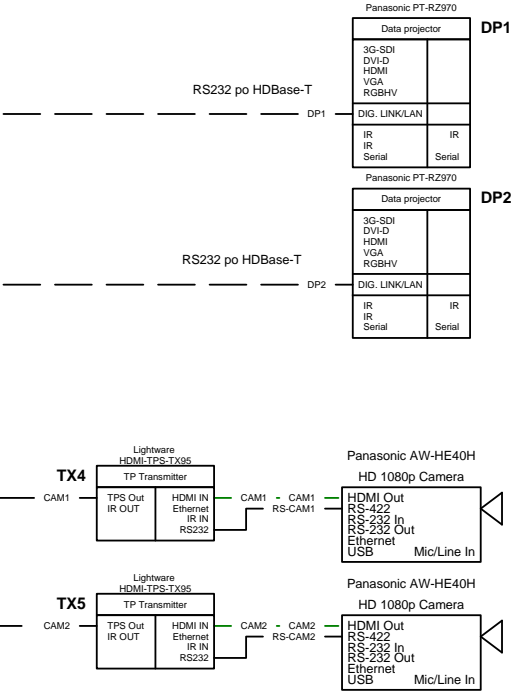 Panasonic PT-RZ970
Data projector
DP1
3G-SDI
DVI-D
HDMI
VGA
RGBHV
RS232 po HDBase-T
DP1
DIG. LINK/LAN
IR IR
IR
Serial Serial
Panasonic PT-RZ970
Data projector
DP2
3G-SDI
DVI-D
HDMI
VGA
RGBHV
RS232 po HDBase-T
DP2
DIG. LINK/LAN
IR IR
IR
Serial Serial
Lightware
HDMI-TPS-TX95
TX4
TP Transmitter
CAM1
TPS Out HDMI IN
IR OUT Ethernet
IR IN
RS232
CAM1 - CAM1
RS-CAM1
Panasonic AW-HE40H
HD 1080p Camera
HDMI Out
RS-422
RS-232 In
RS-232 Out
Ethernet
USB Mic/Line In
Lightware
HDMI-TPS-TX95
TX5
TP Transmitter
CAM2
TPS Out HDMI IN
IR OUT Ethernet
IR IN
RS232
CAM2 - CAM2
RS-CAM2
Panasonic AW-HE40H
HD 1080p Camera
HDMI Out
RS-422
RS-232 In
RS-232 Out
Ethernet
USB Mic/Line In